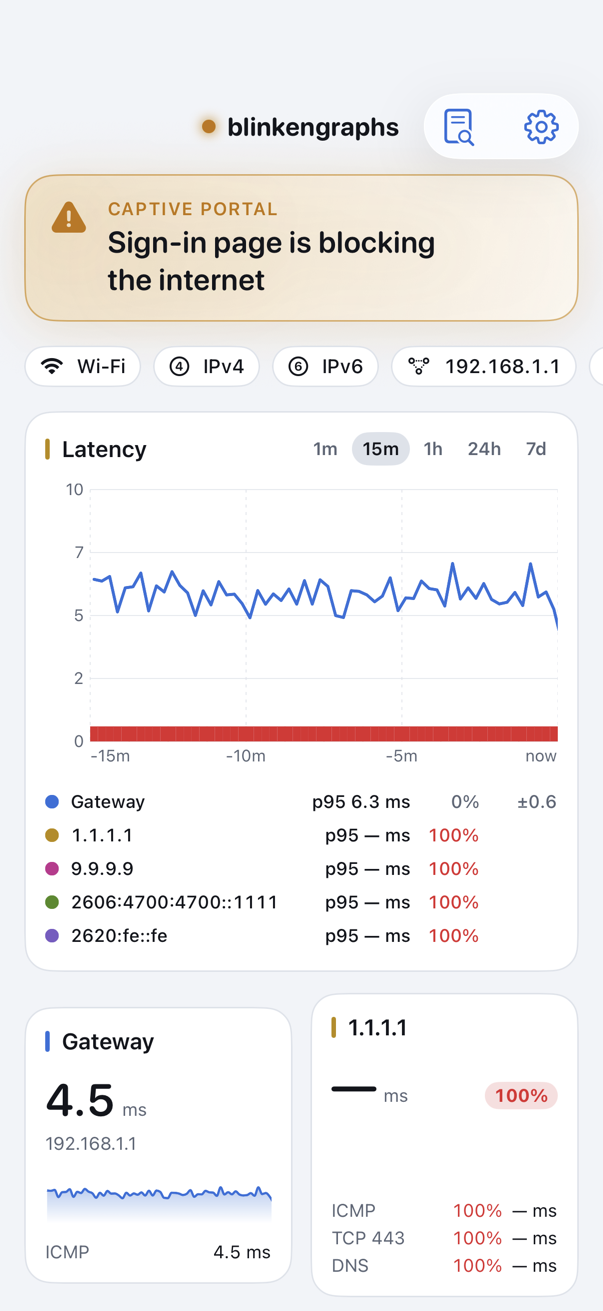 blinkengraphs
CAPTIVE PORTAL
Sign-in page is blocking
the internet
Wi-Fi 4 IPv4 6 IPv6 192.168.1.1
Latency 1m 15m 1h 24h 7d
10
7
5
2
0
-15m -10m -5m now
Gateway p95 6.3 ms 0% ±0.6
1.1.1.1 p95 — ms 100%
9.9.9.9 p95 — ms 100%
2606:4700:4700::1111 p95 — ms 100%
2620:fe::fe p95 — ms 100%
Gateway
4.5 ms
192.168.1.1
ICMP 4.5 ms
1.1.1.1
— ms 100%
ICMP 100% — ms
TCP 443 100% — ms
DNS 100% — ms